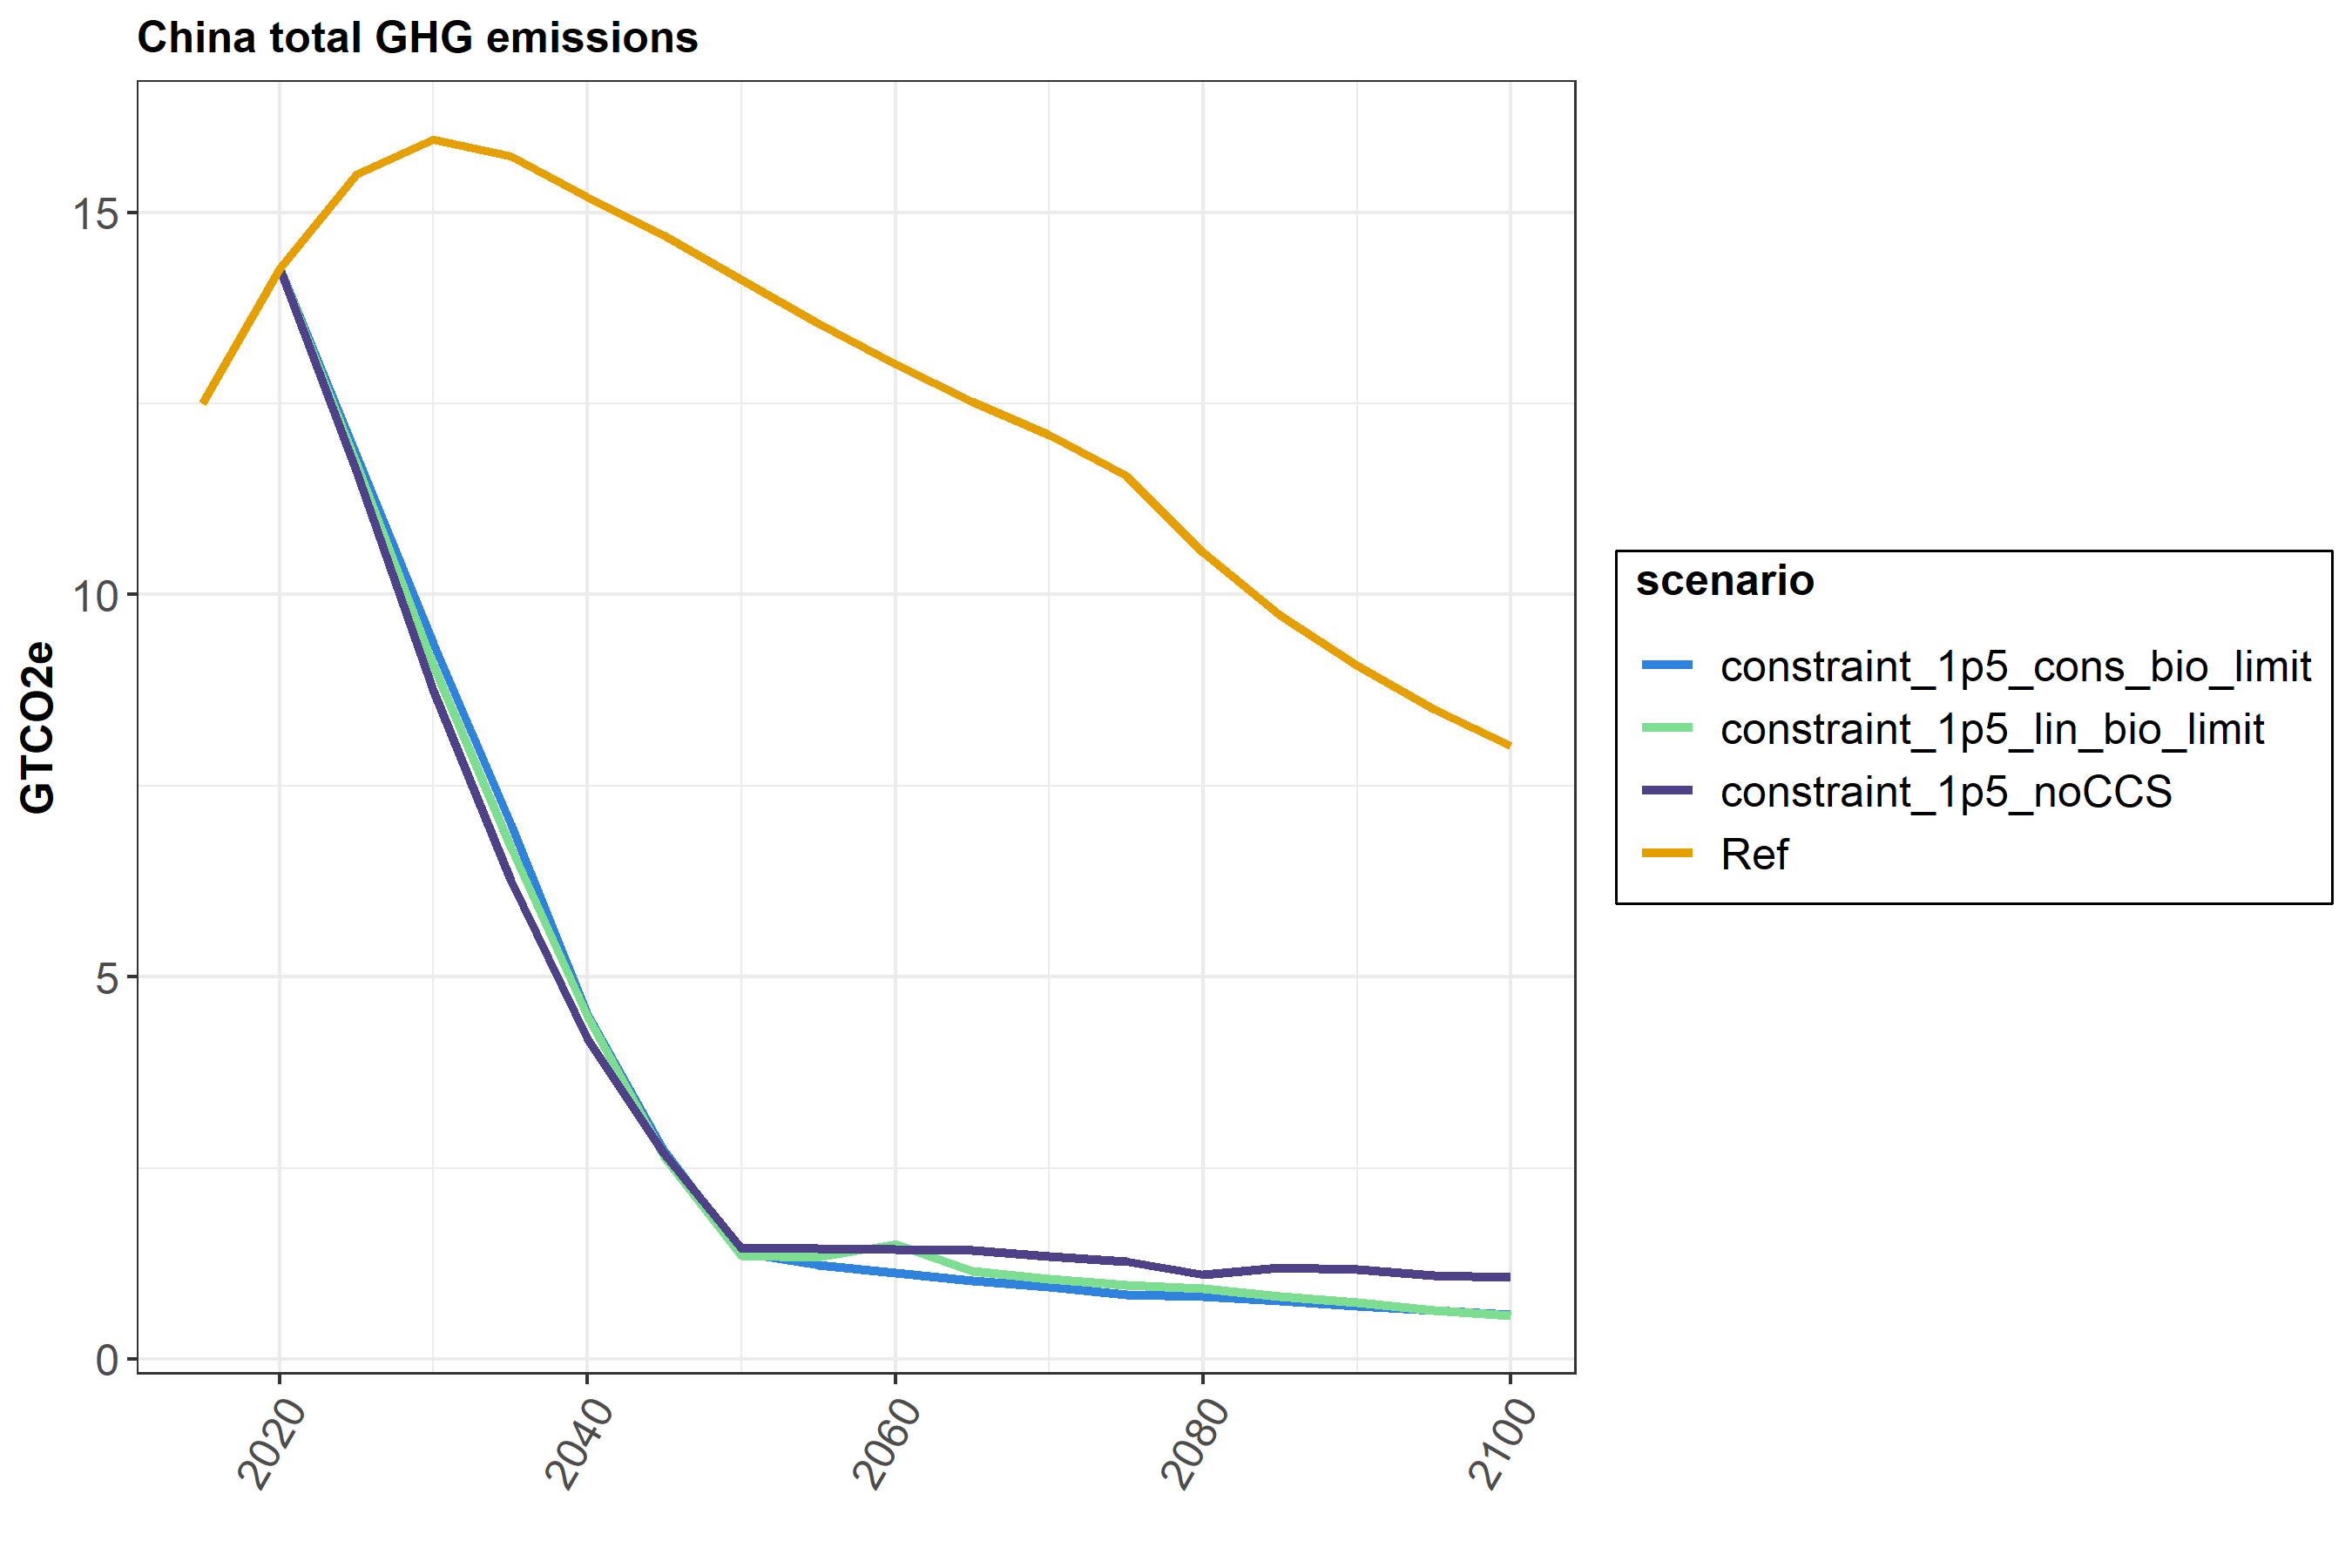 China total GHG emissions
GTCO2e
15
10
5
0
2020
2040
2060
2080
2100
scenario
constraint_1p5_cons_bio_limit
constraint_1p5_lin_bio_limit
constraint_1p5_noCCS
Ref